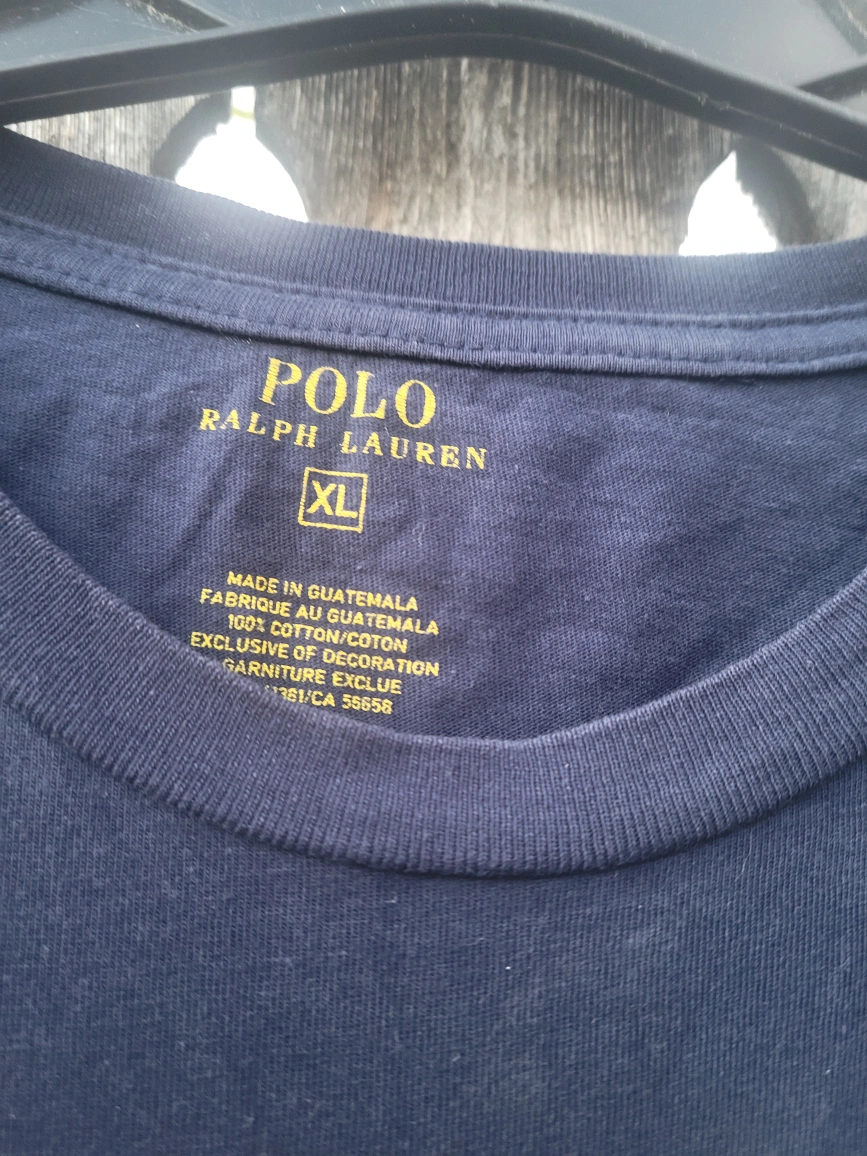 POLO
RALPH LAUREN
XL
MADE IN GUATEMALA
FABRIQUE AU GUATEMALA
100% COTTON/COTON
EXCLUSIVE OF DECORATION
GARNITURE EXCLUE
CA 56658